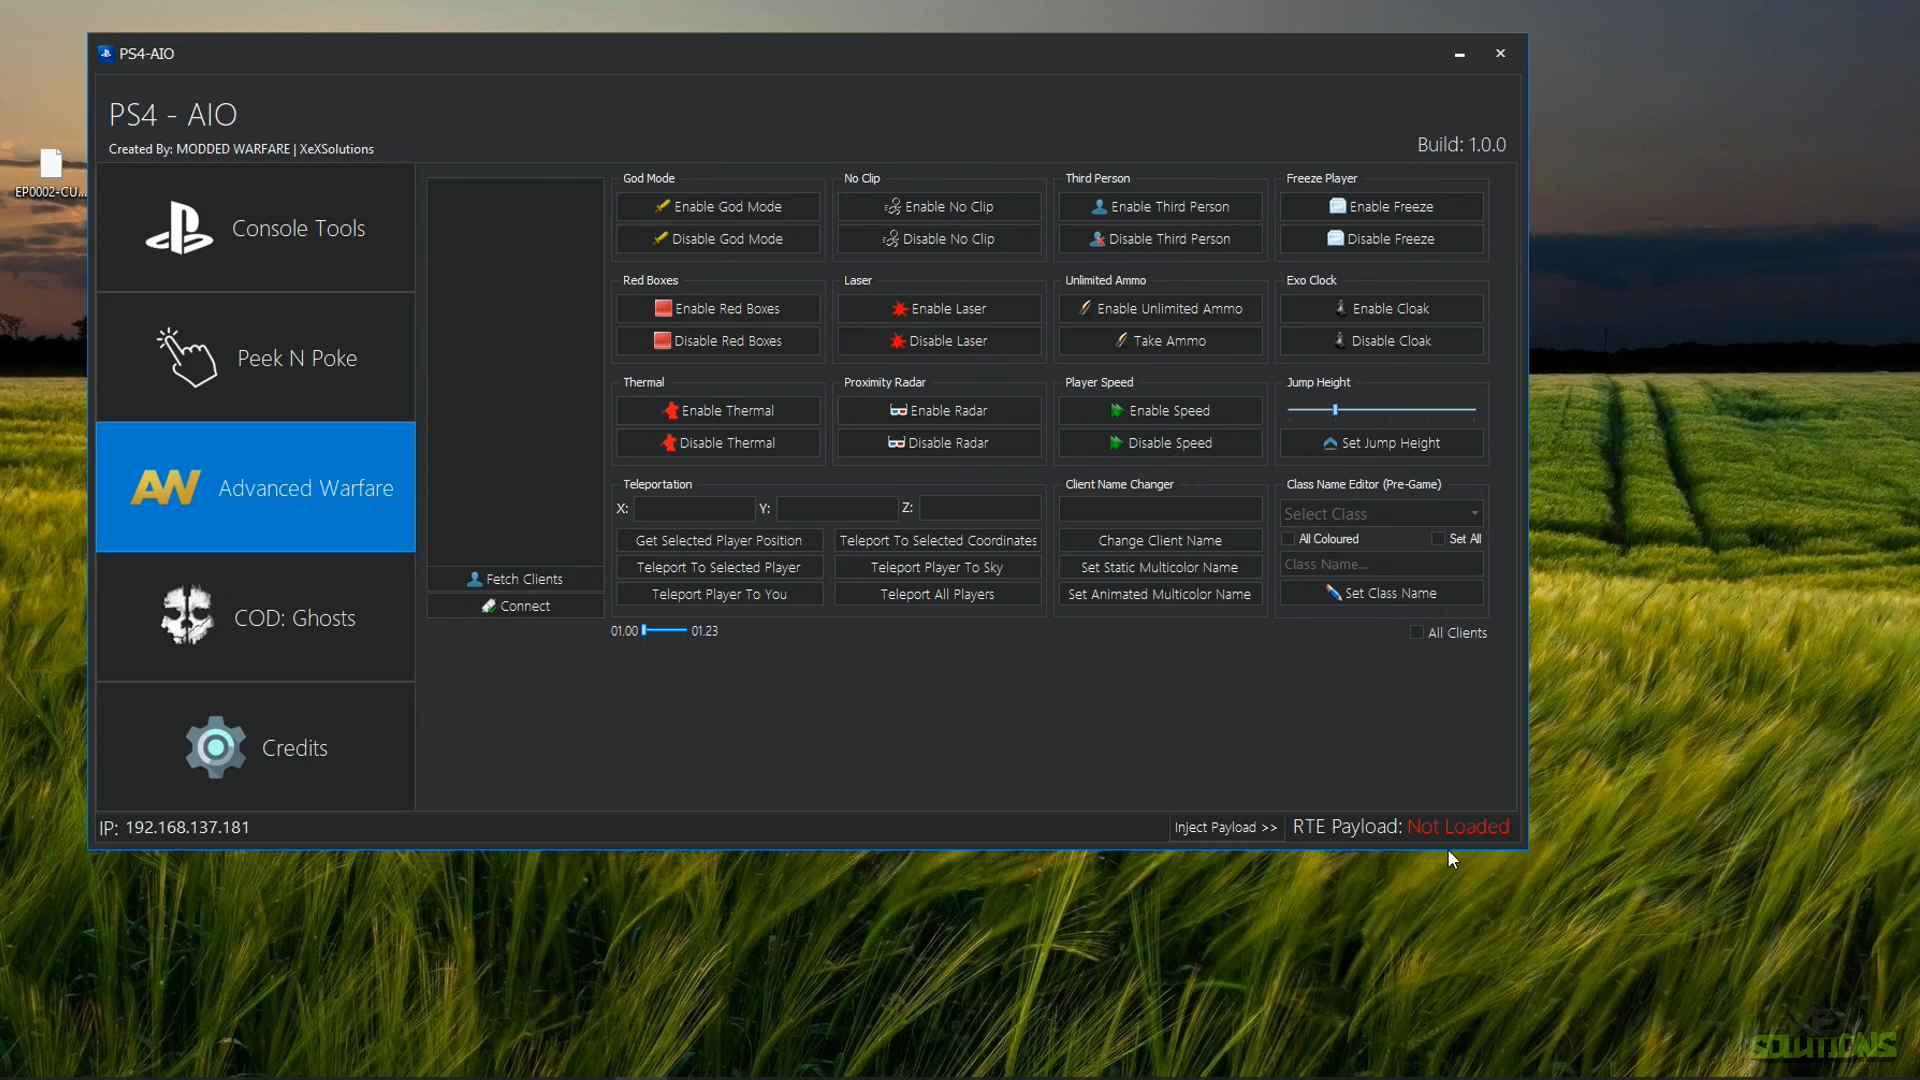 PS4-AIO
PS4 - AIO
Created By: MODDED WARFARE | XeXSolutions
Build: 1.0.0
EP0002-CU...
Console Tools
Peek N Poke
AW Advanced Warfare
COD: Ghosts
Credits
Fetch Clients
Connect
God Mode
Enable God Mode
Disable God Mode
No Clip
Enable No Clip
Disable No Clip
Third Person
Enable Third Person
Disable Third Person
Freeze Player
Enable Freeze
Disable Freeze
Red Boxes
Enable Red Boxes
Disable Red Boxes
Laser
Enable Laser
Disable Laser
Unlimited Ammo
Enable Unlimited Ammo
Take Ammo
Exo Clock
Enable Cloak
Disable Cloak
Thermal
Enable Thermal
Disable Thermal
Proximity Radar
Enable Radar
Disable Radar
Player Speed
Enable Speed
Disable Speed
Jump Height
Set Jump Height
Teleportation
X: Y: Z:
Get Selected Player Position
Teleport To Selected Coordinates
Teleport To Selected Player
Teleport Player To Sky
Teleport Player To You
Teleport All Players
Client Name Changer
Change Client Name
Set Static Multicolor Name
Set Animated Multicolor Name
Class Name Editor (Pre-Game)
Select Class
All Coloured Set All
Class Name...
Set Class Name
01.00 01.23
All Clients
IP: 192.168.137.181
Inject Payload >>
RTE Payload: Not Loaded
XeX
SOLUTIONS